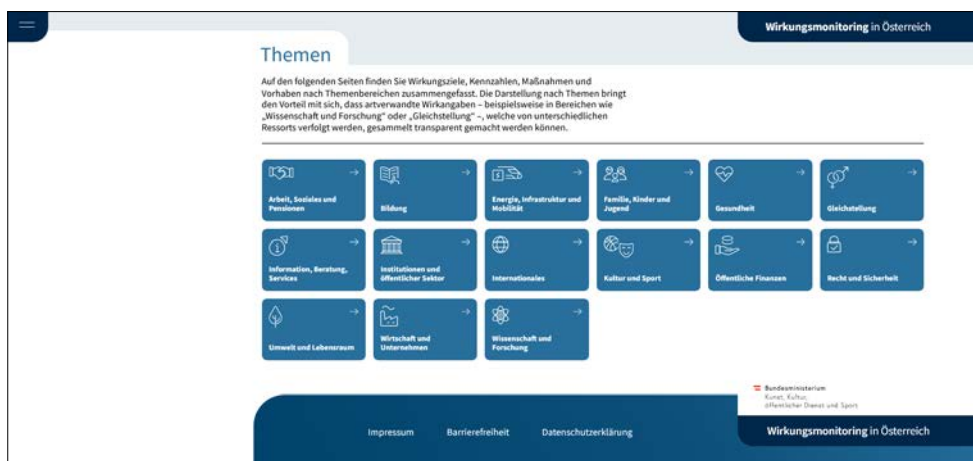 Wirkungsmonitoring in Österreich
Themen
Auf den folgenden Seiten finden Sie Wirkungsziele, Kennzahlen, Maßnahmen und
Vorhaben nach Themenbereichen zusammengefasst. Die Darstellung nach Themen bringt
den Vorteil mit sich, dass artverwandte Wirkangaben – beispielsweise in Bereichen wie
„Wissenschaft und Forschung“ oder „Gleichstellung“ –, welche von unterschiedlichen
Ressorts verfolgt werden, gesammelt transparent gemacht werden können.
Arbeit, Soziales und
Pensionen
Bildung
Energie, Infrastruktur und
Mobilität
Familie, Kinder und
Jugend
Gesundheit
Gleichstellung
Information, Beratung,
Services
Institutionen und
öffentlicher Sektor
Internationales
Kultur und Sport
Öffentliche Finanzen
Recht und Sicherheit
Umwelt und Lebensraum
Wirtschaft und
Unternehmen
Wissenschaft und
Forschung
Bundesministerium
Kunst, Kultur,
öffentlicher Dienst und Sport
Impressum
Barrierefreiheit
Datenschutzerklärung
Wirkungsmonitoring in Österreich